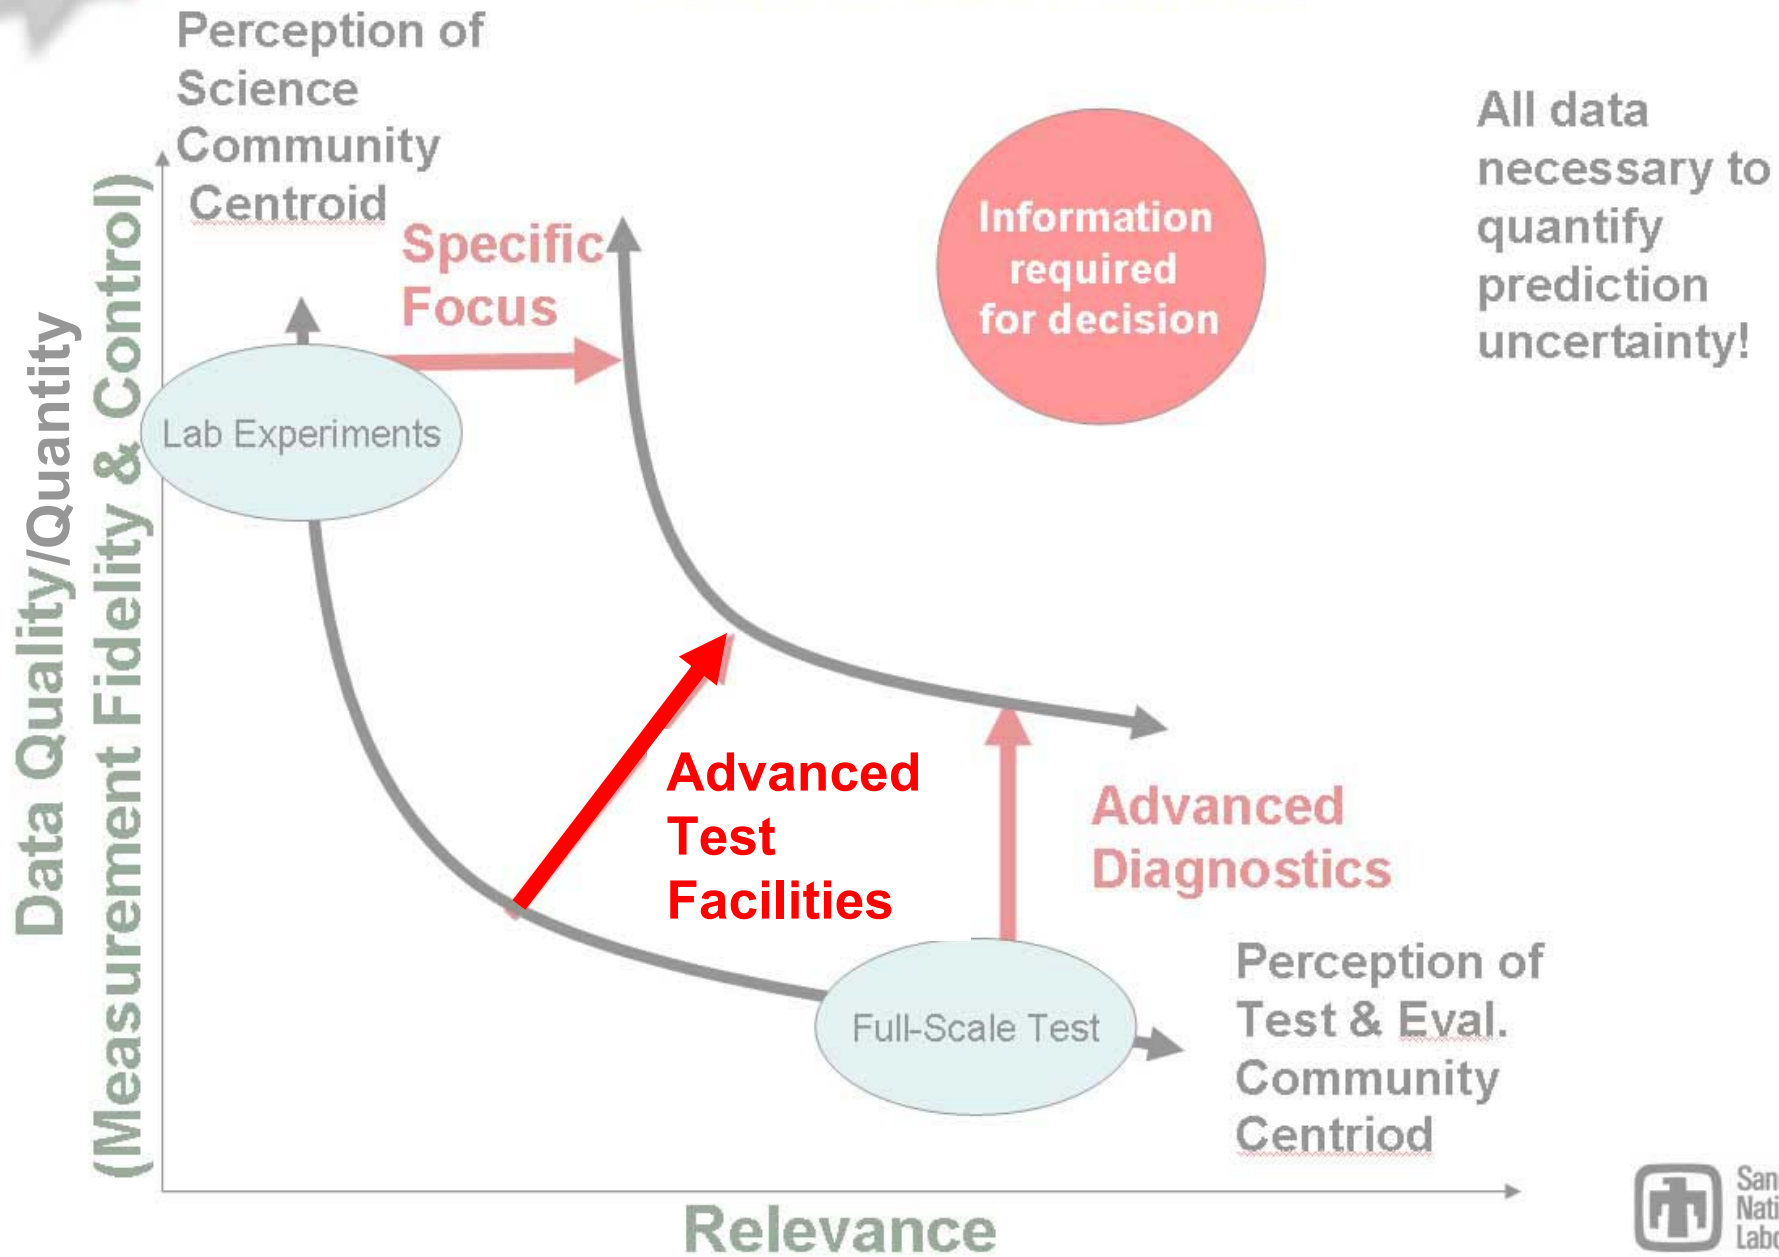 Perception of
Science
Community
Centroid
Specific
Focus
Information
required
for decision
All data
necessary to
quantify
prediction
uncertainty!
Data Quality/Quantity
(Measurement Fidelity & Control)
Lab Experiments
Advanced
Test
Facilities
Advanced
Diagnostics
Full-Scale Test
Perception of
Test & Eval.
Community
Centriod
Relevance